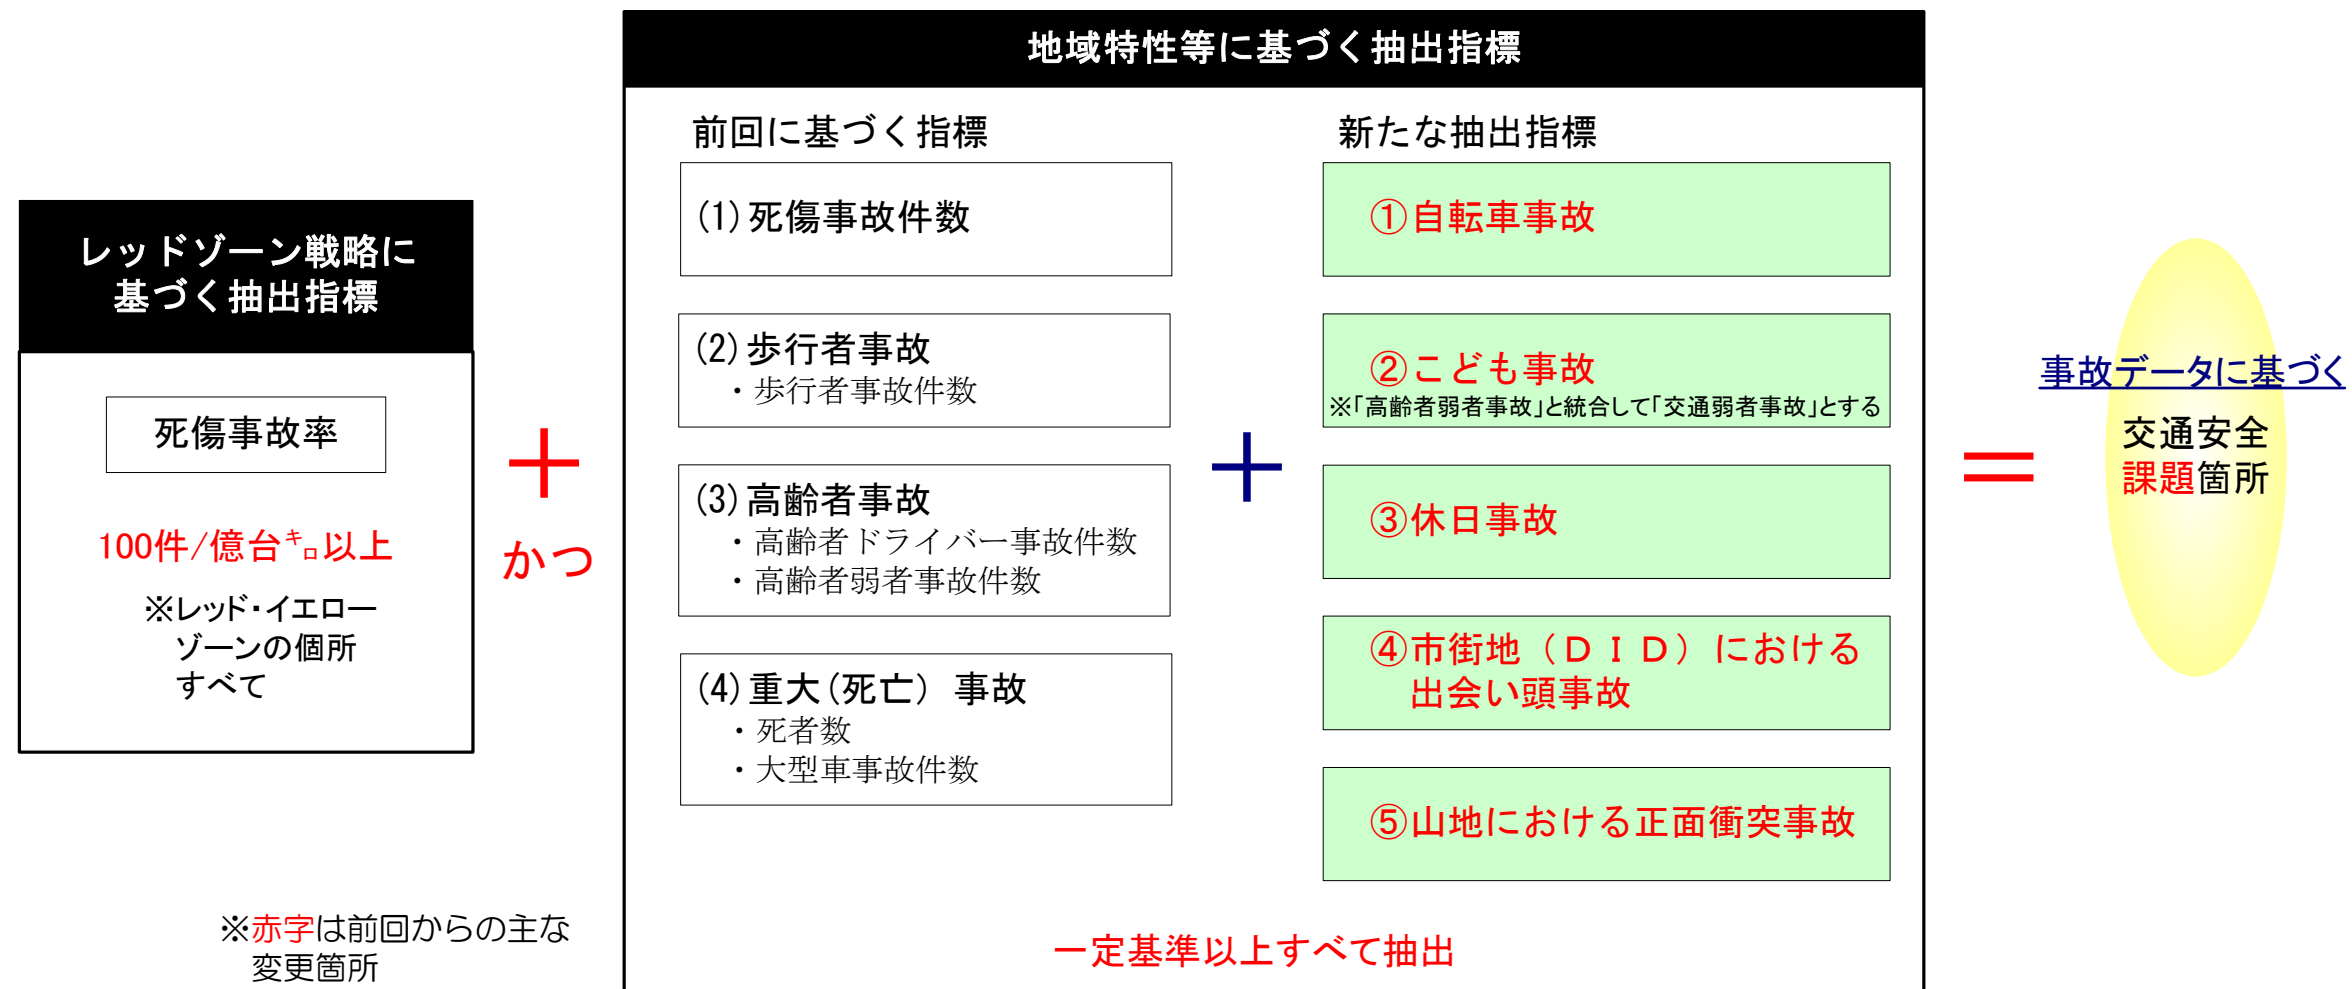 地域特性等に基づく抽出指標
レッドゾーン戦略に
基づく抽出指標
死傷事故率
100件/億台㌔以上
※レッド・イエロー
ゾーンの個所
すべて
＋
かつ
前回に基づく指標
(1)死傷事故件数
(2)歩行者事故
・歩行者事故件数
(3)高齢者事故
・高齢者ドライバー事故件数
・高齢者弱者事故件数
(4)重大(死亡）事故
・死者数
・大型車事故件数
＋
新たな抽出指標
①自転車事故
②こども事故
※｢高齢者弱者事故｣と統合して｢交通弱者事故｣とする
③休日事故
④市街地（ＤＩＤ）における
出会い頭事故
⑤山地における正面衝突事故
一定基準以上すべて抽出
＝
事故データに基づく
交通安全
課題箇所
※赤字は前回からの主な
変更箇所